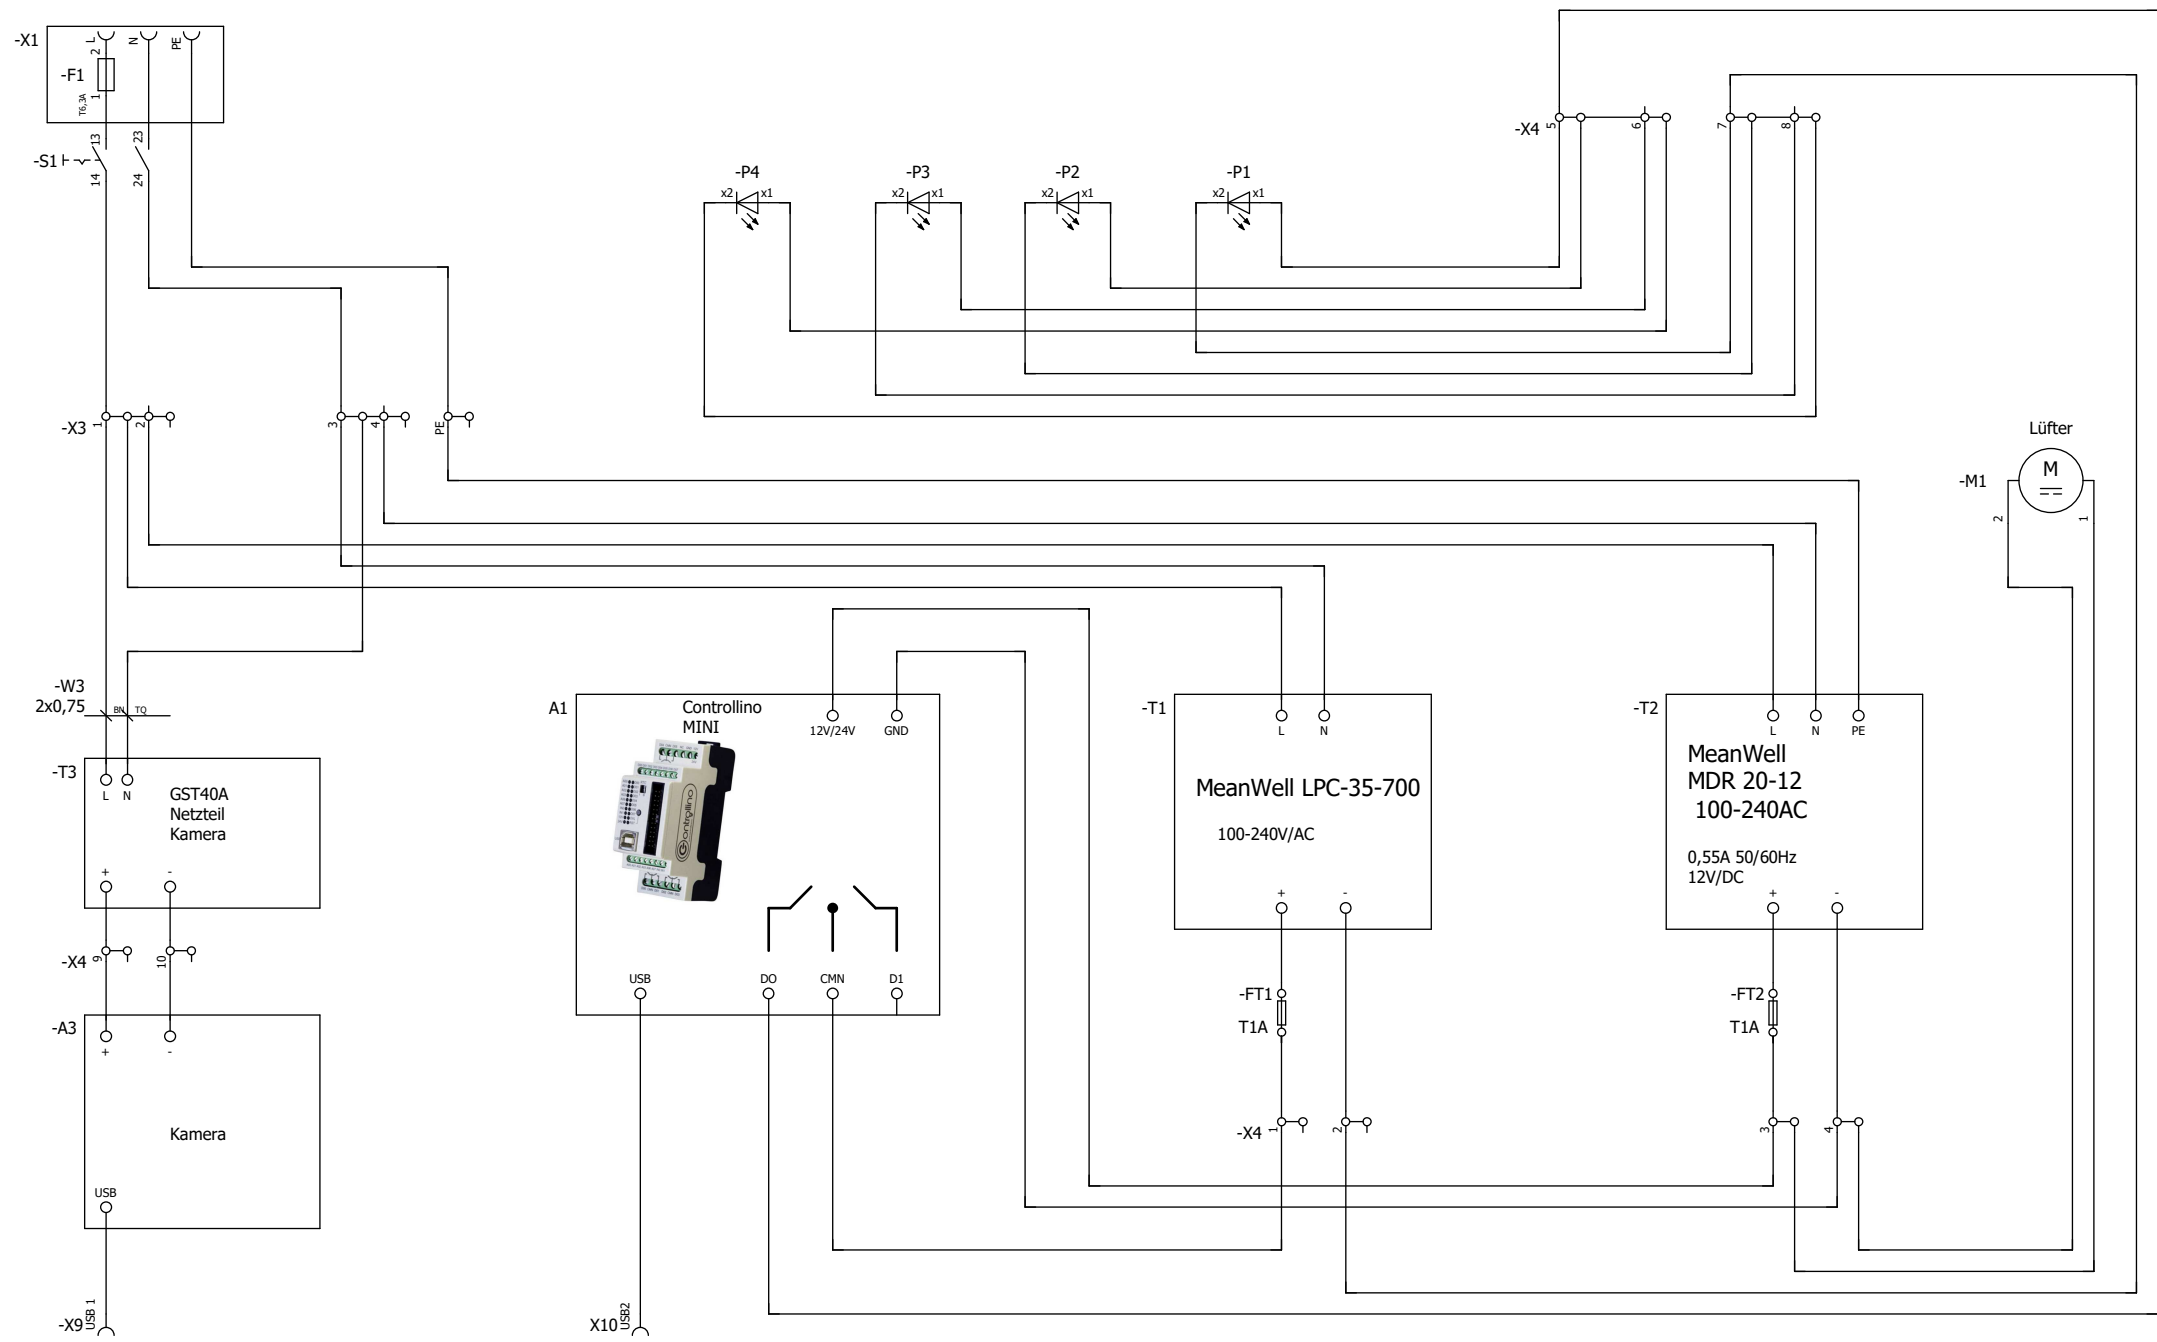 -X1
L
N
PE
2
-F1
1
T6,3A
13
23
-S1
14
24
-X4
5
6
7
8
-P4
x2
x1
-P3
x2
x1
-P2
x2
x1
-P1
x2
x1
-X3
1
2
3
4
PE
Lüfter
-M1
M
2
1
-W3
2x0,75
BN
TQ
-T3
L
N
GST40A
Netzteil
Kamera
+
-
-X4
9
10
-A3
+
-
Kamera
USB
-X9
USB 1
A1
Controllino
MINI
12V/24V
GND
Controllino
USB
DO
CMN
D1
X10
USB2
-T1
L
N
MeanWell LPC-35-700
100-240V/AC
+
-
-FT1
T1A
-X4
1
2
-T2
L
N
PE
MeanWell
MDR 20-12
100-240AC
0,55A 50/60Hz
12V/DC
+
-
-FT2
T1A
3
4